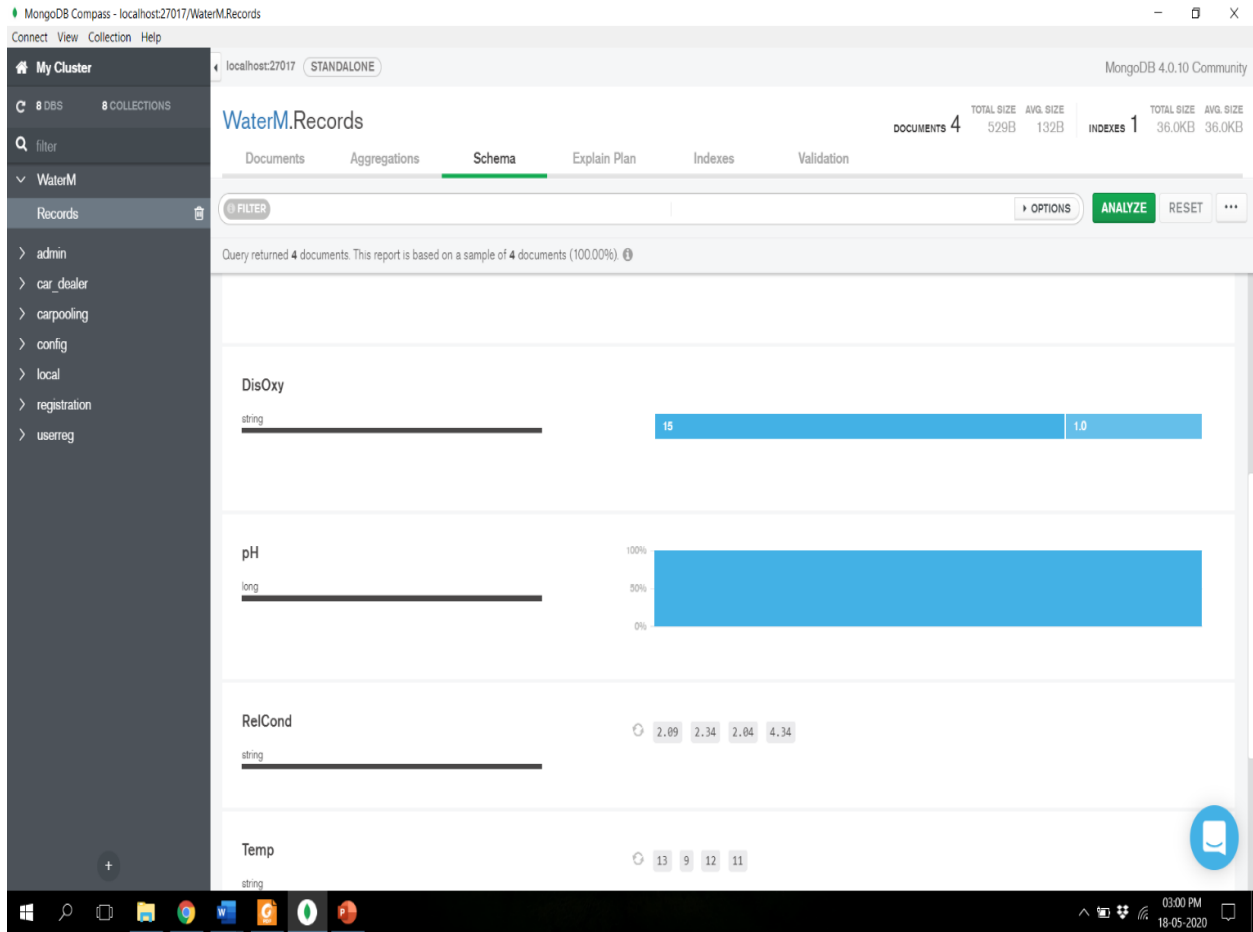 MongoDB Compass - localhost:27017/WaterM.Records
Connect View Collection Help
My Cluster
8 DBS 8 COLLECTIONS
filter
WaterM
Records
admin
car_dealer
carpooling
config
local
registration
userreg
localhost:27017 STANDALONE
MongoDB 4.0.10 Community
WaterM.Records
DOCUMENTS 4 TOTAL SIZE 529B AVG. SIZE 132B INDEXES 1 TOTAL SIZE 36.0KB AVG. SIZE 36.0KB
Documents Aggregations Schema Explain Plan Indexes Validation
FILTER OPTIONS ANALYZE RESET ...
Query returned 4 documents. This report is based on a sample of 4 documents (100.00%).
DisOxy
string
15 1.0
pH
long
100%
50%
0%
RelCond
string
2.09 2.34 2.04 4.34
Temp
string
13 9 12 11
03:00 PM
18-05-2020